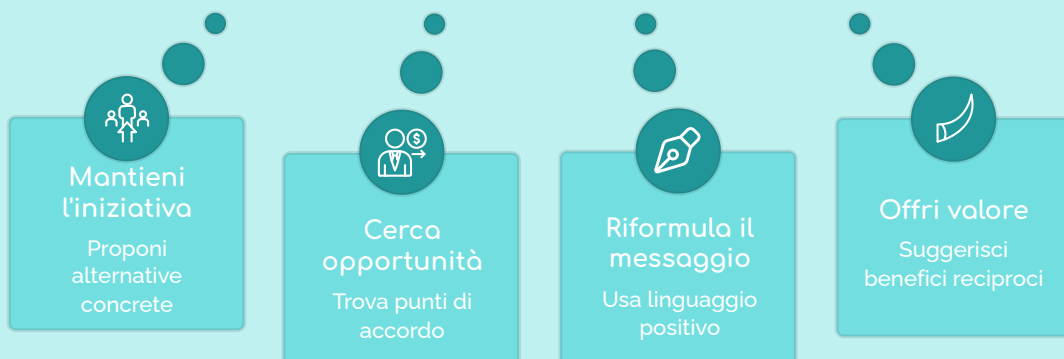 Mantieni
l'iniziativa
Proponi
alternative
concrete
Cerca
opportunità
Trova punti di
accordo
Riformula il
messaggio
Usa linguaggio
positivo
Offri valore
Suggerisci
benefici reciproci